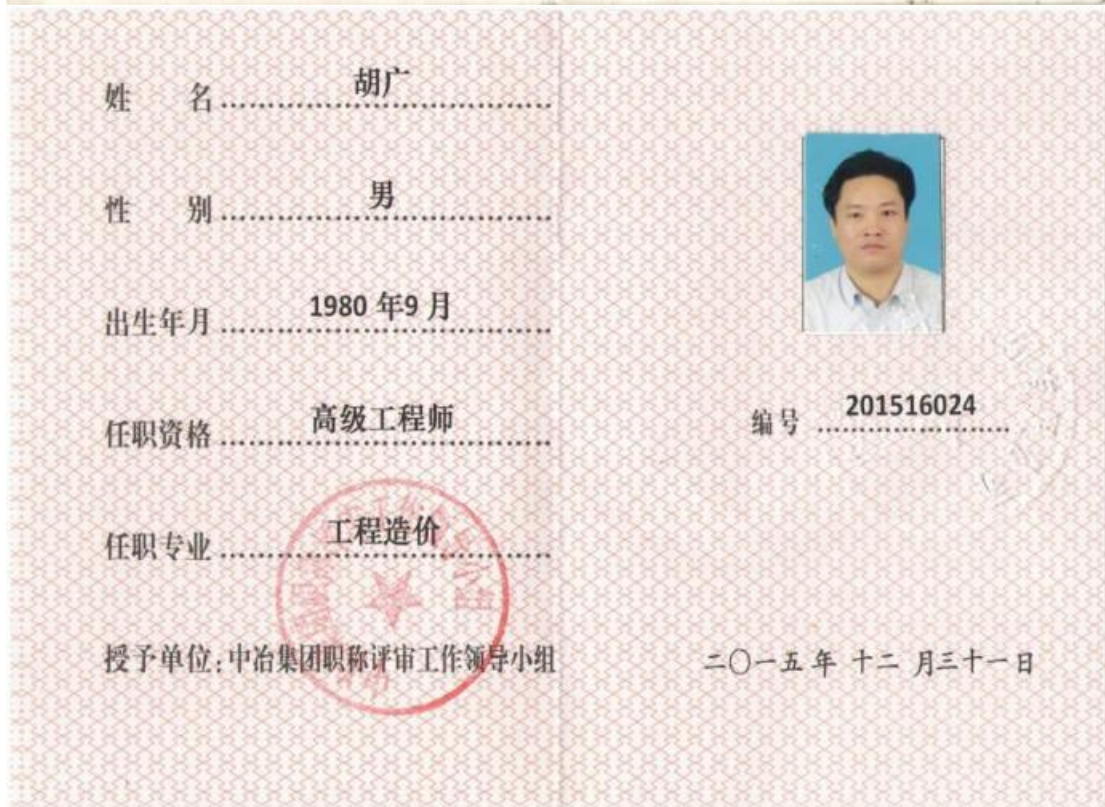 姓 名 胡广
性 别 男
出生年月 1980 年9 月
任职资格 高级工程师
任职专业 工程造价
授予单位：中冶集团职称评审工作领导小组
编号 201516024
二〇一五 年 十二 月三十一日